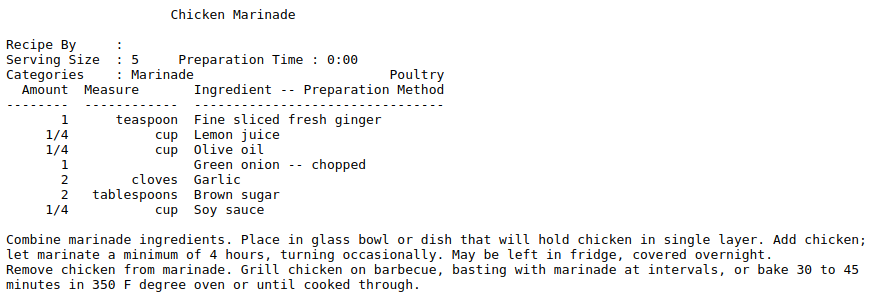 Chicken Marinade
Recipe By     :
Serving Size  : 5     Preparation Time : 0:00
Categories    : Marinade                         Poultry
  Amount  Measure       Ingredient -- Preparation Method
--------  ------------  --------------------------------
       1      teaspoon  Fine sliced fresh ginger
     1/4           cup  Lemon juice
     1/4           cup  Olive oil
       1                Green onion -- chopped
       2        cloves  Garlic
       2   tablespoons  Brown sugar
     1/4           cup  Soy sauce
Combine marinade ingredients. Place in glass bowl or dish that will hold chicken in single layer. Add chicken;
let marinate a minimum of 4 hours, turning occasionally. May be left in fridge, covered overnight.
Remove chicken from marinade. Grill chicken on barbecue, basting with marinade at intervals, or bake 30 to 45
minutes in 350 F degree oven or until cooked through.